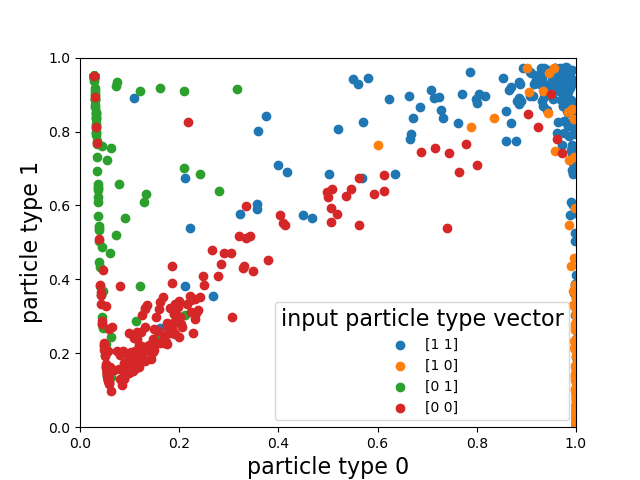 1.0
0.8
0.6
0.4
0.2
0.0
particle type 1
input particle type vector
[1 1]
[1 0]
[0 1]
[0 0]
0.0 0.2 0.4 0.6 0.8 1.0
particle type 0